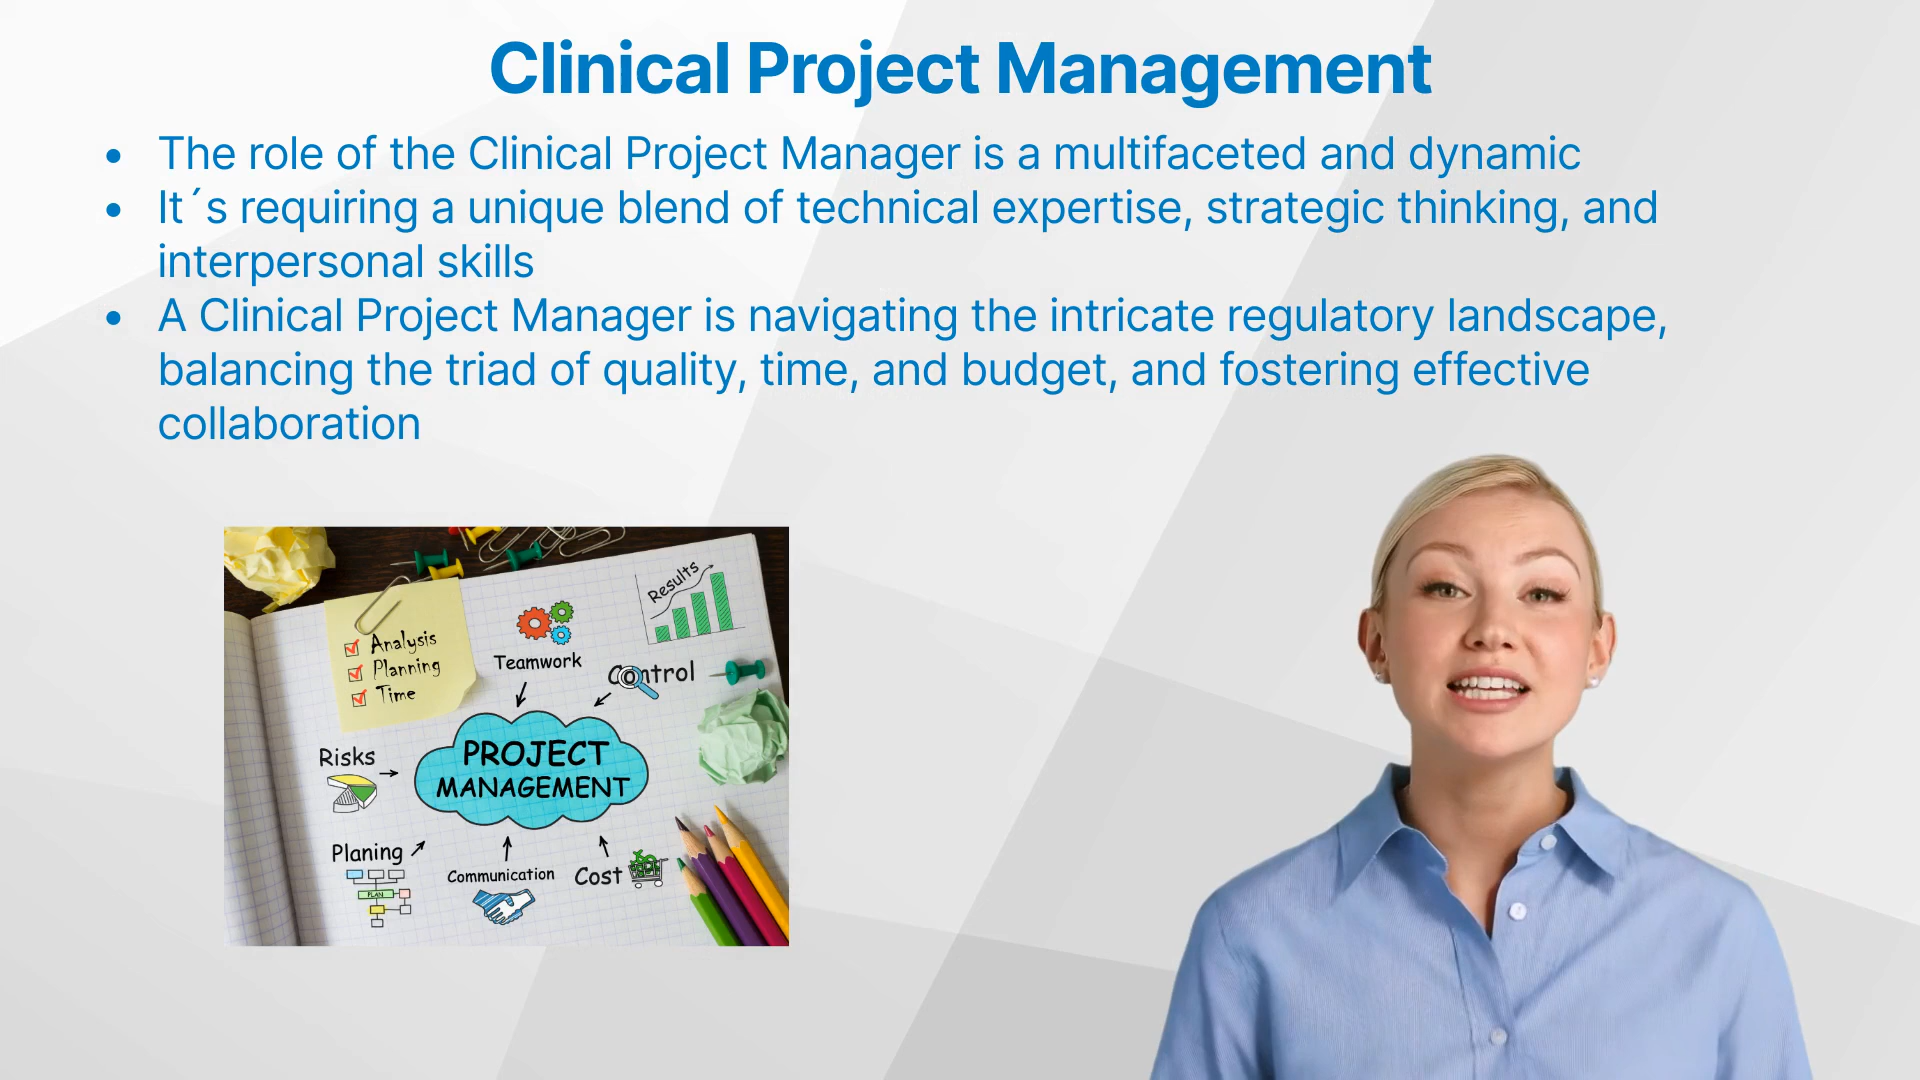 Clinical Project Management
• The role of the Clinical Project Manager is a multifaceted and dynamic
• It´s requiring a unique blend of technical expertise, strategic thinking, and
interpersonal skills
• A Clinical Project Manager is navigating the intricate regulatory landscape,
balancing the triad of quality, time, and budget, and fostering effective
collaboration
Results
Analysis
Planning
Time
Teamwork
Control
Risks
PROJECT
MANAGEMENT
Planing
PLAN
Communication
Cost